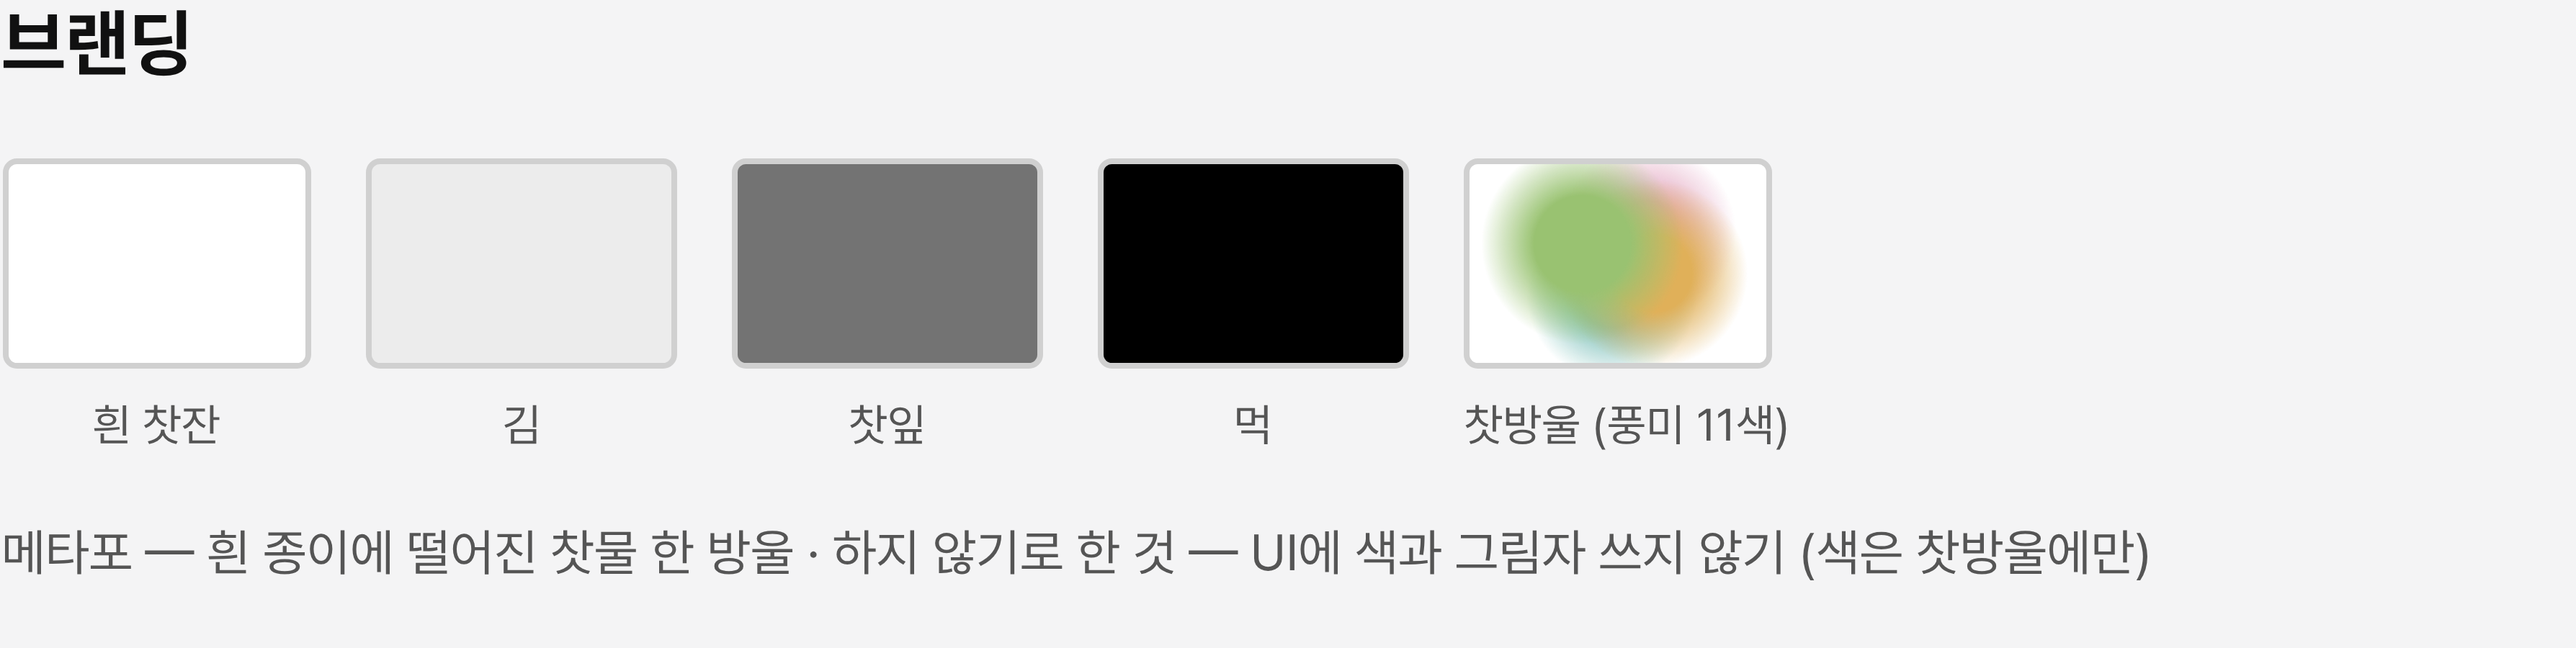 브랜딩
흰 찻잔
김
찻잎
먹
찻방울 (풍미 11색)
메타포 — 흰 종이에 떨어진 찻물 한 방울 · 하지 않기로 한 것 — UI에 색과 그림자 쓰지 않기 (색은 찻방울에만)